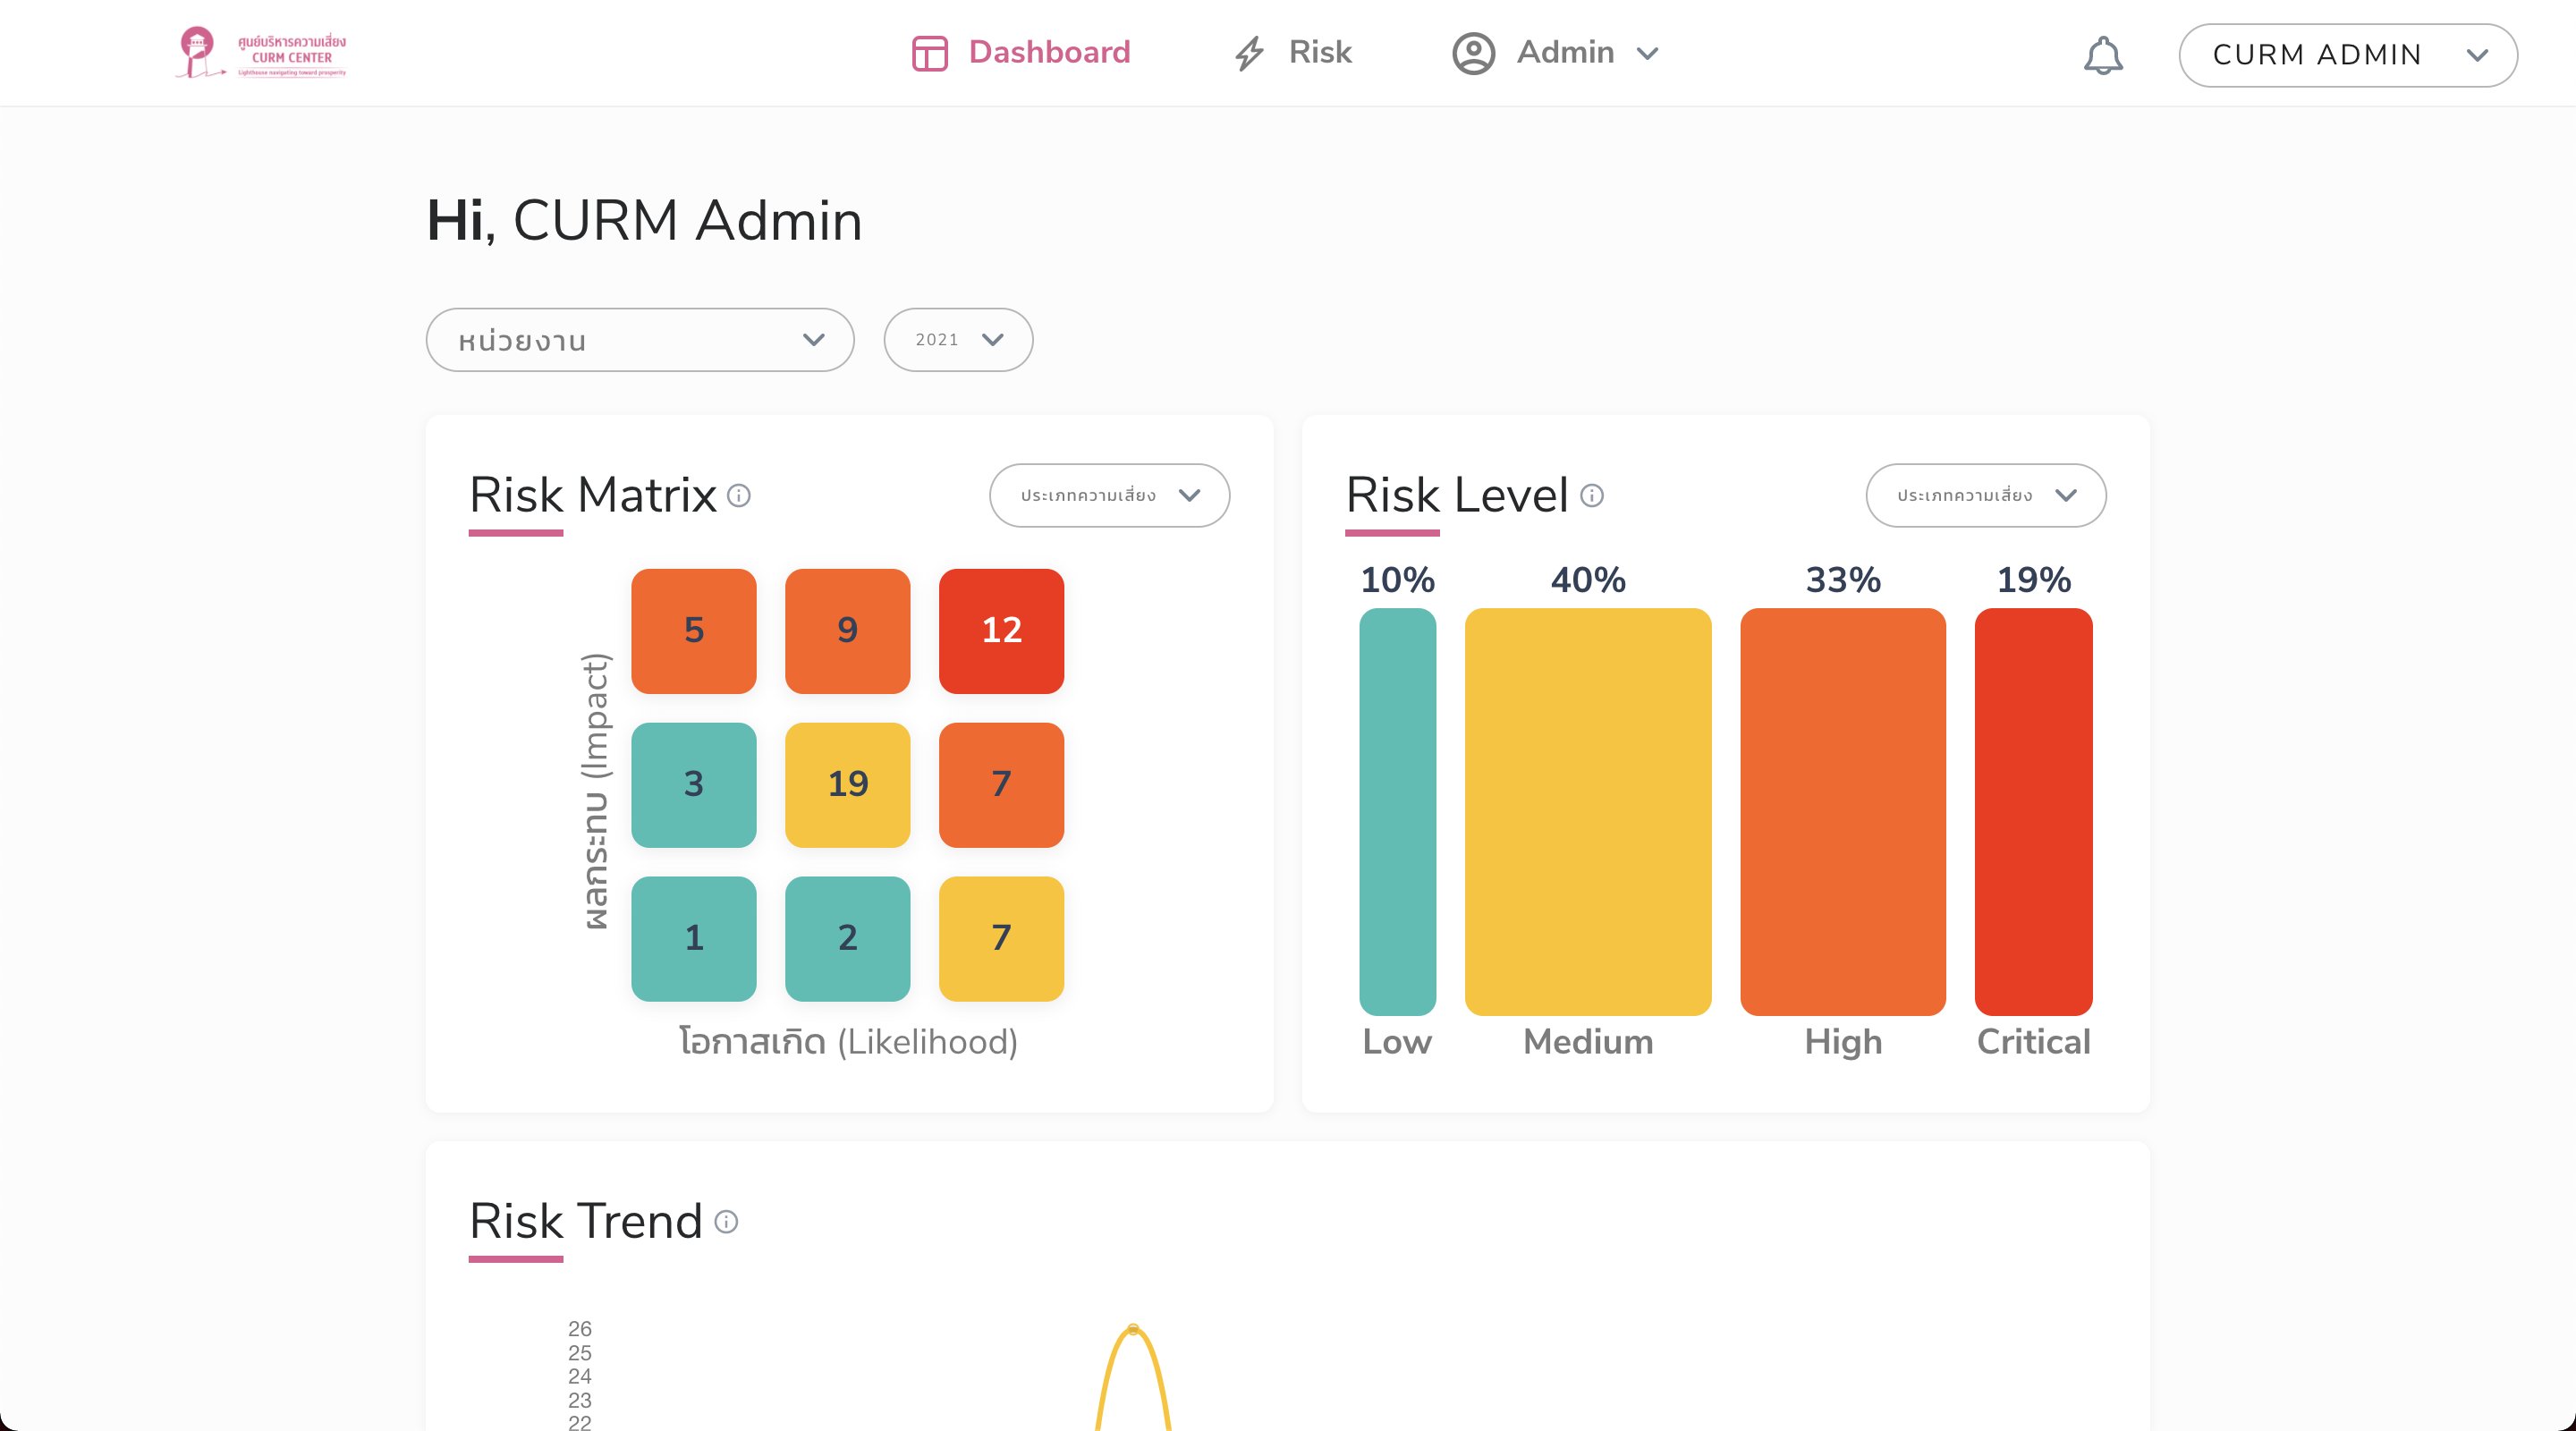 ศูนย์บริหารความเสี่ยง
CURM CENTER
Lighthouse navigating toward prosperity
Dashboard
Risk
Admin
CURM ADMIN
Hi, CURM Admin
หน่วยงาน
2021
Risk Matrix
ประเภทความเสี่ยง
5 9 12
3 19 7
1 2 7
ผลกระทบ (Impact)
โอกาสเกิด (Likelihood)
Risk Level
ประเภทความเสี่ยง
10% 40% 33% 19%
Low Medium High Critical
Risk Trend
26
25
24
23
22